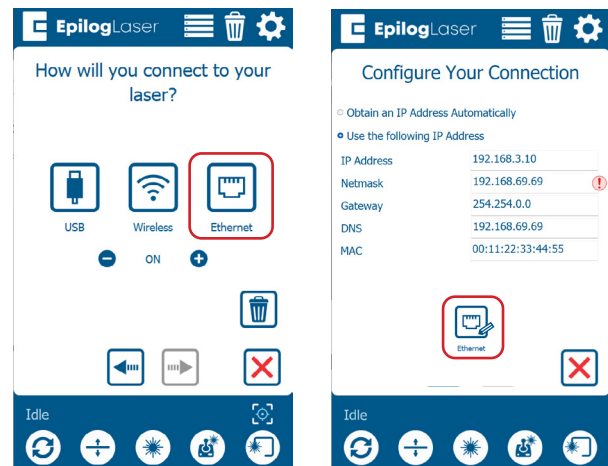 EpilogLaser
How will you connect to your
laser?
USB
Wireless
Ethernet
ON
Idle
EpilogLaser
Configure Your Connection
Obtain an IP Address Automatically
Use the following IP Address
IP Address 192.168.3.10
Netmask 192.168.69.69
Gateway 254.254.0.0
DNS 192.168.69.69
MAC 00:11:22:33:44:55
Ethernet
Idle